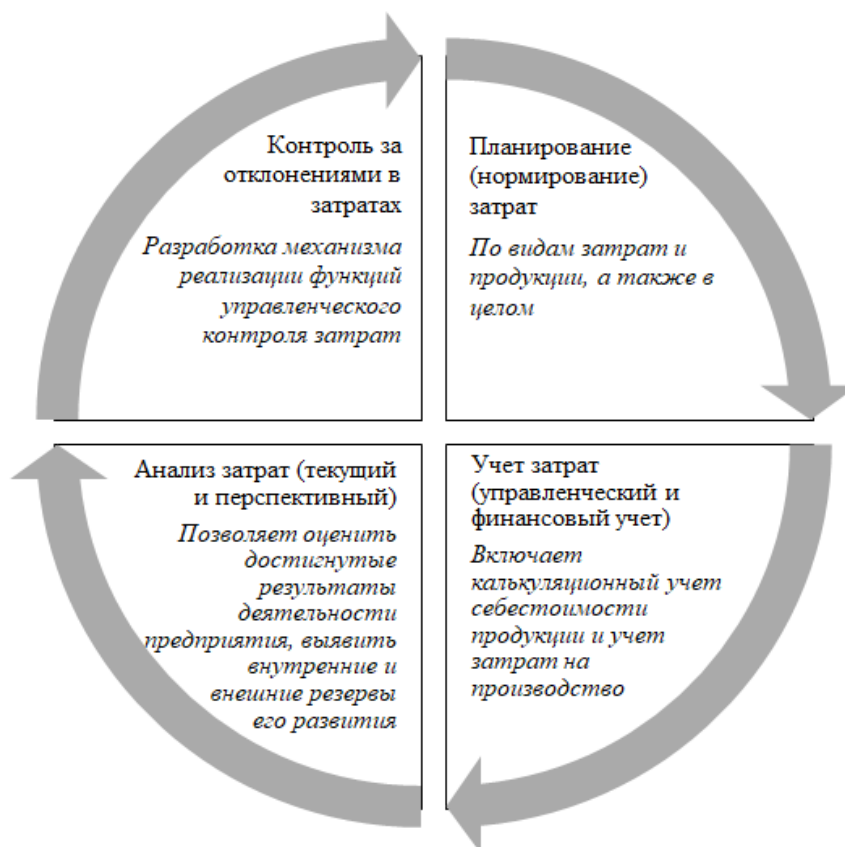 Контроль за
отклонениями в
затратах
Разработка механизма
реализации функций
управленческого
контроля затрат
Планирование
(нормирование)
затрат
По видам затрат и
продукции, а также в
целом
Анализ затрат (текущий
и перспективный)
Позволяет оценить
достигнутые
результаты
деятельности
предприятия, выявить
внутренние и
внешние резервы
его развития
Учет затрат
(управленческий и
финансовый учет)
Включает
калькуляционный учет
себестоимости
продукции и учет
затрат на
производство